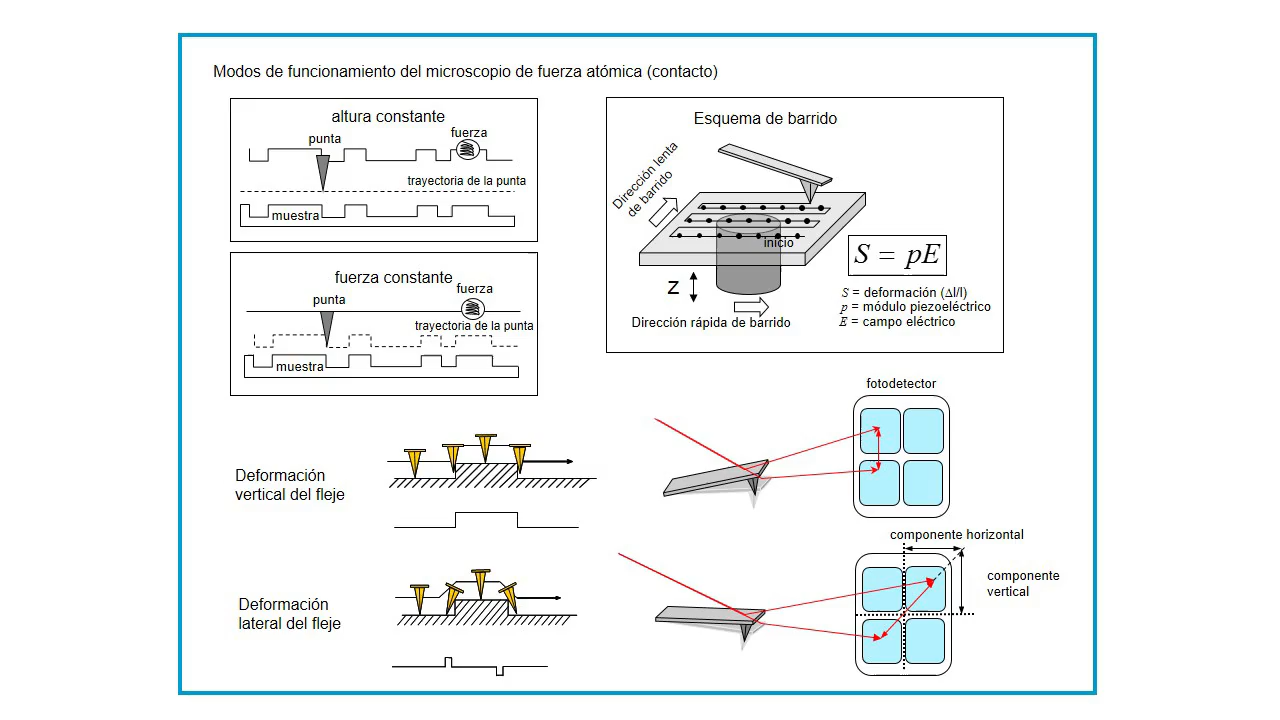 Modos de funcionamiento del microscopio de fuerza atómica (contacto)
altura constante
punta
fuerza
trayectoria de la punta
muestra
fuerza constante
punta
fuerza
trayectoria de la punta
muestra
Esquema de barrido
Dirección lenta
de barrido
inicio
z
Dirección rápida de barrido
S = pE
S = deformación (Δl/l)
p = módulo piezoeléctrico
E = campo eléctrico
fotodetector
Deformación
vertical del fleje
componente horizontal
componente
vertical
Deformación
lateral del fleje